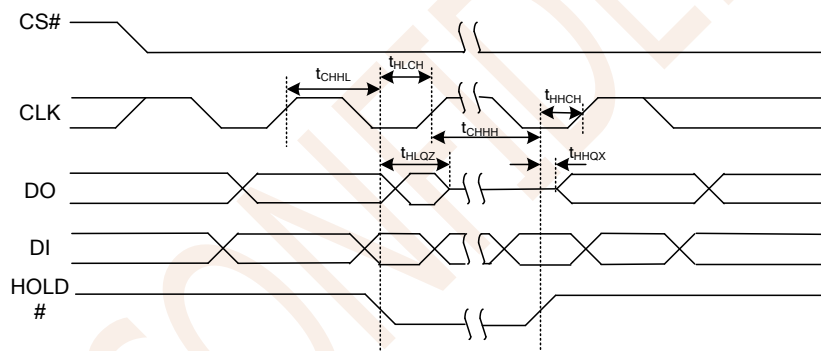 CS#
tCHHL
tHLCH
tHHCH
CLK
tCHHH
tHLQZ
tHHQX
DO
DI
HOLD
#